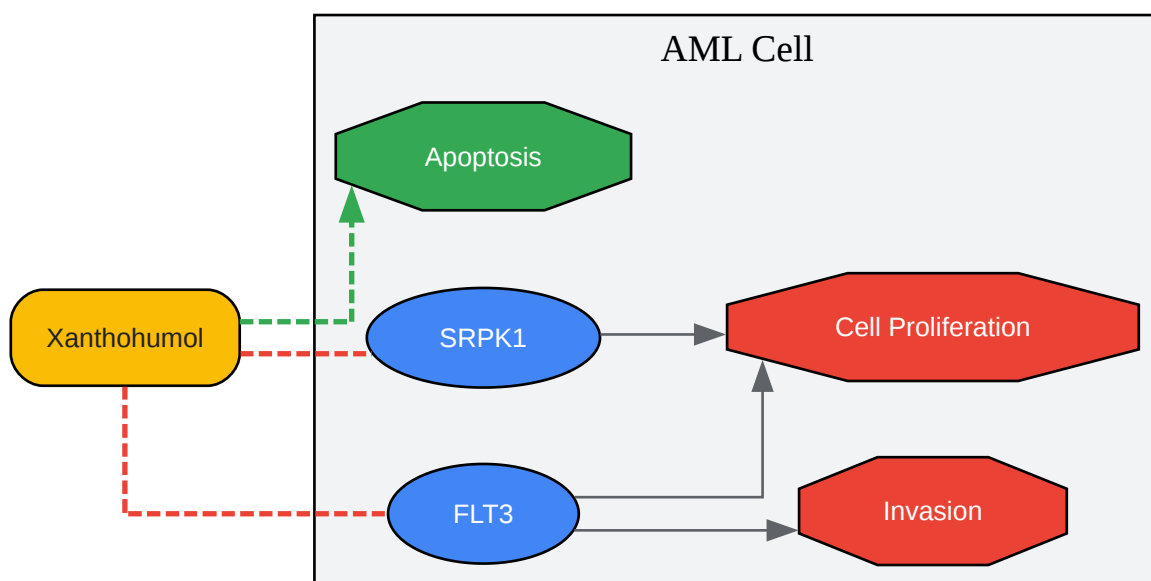 AML Cell
Apoptosis
Xanthohumol
SRPK1
Cell Proliferation
FLT3
Invasion